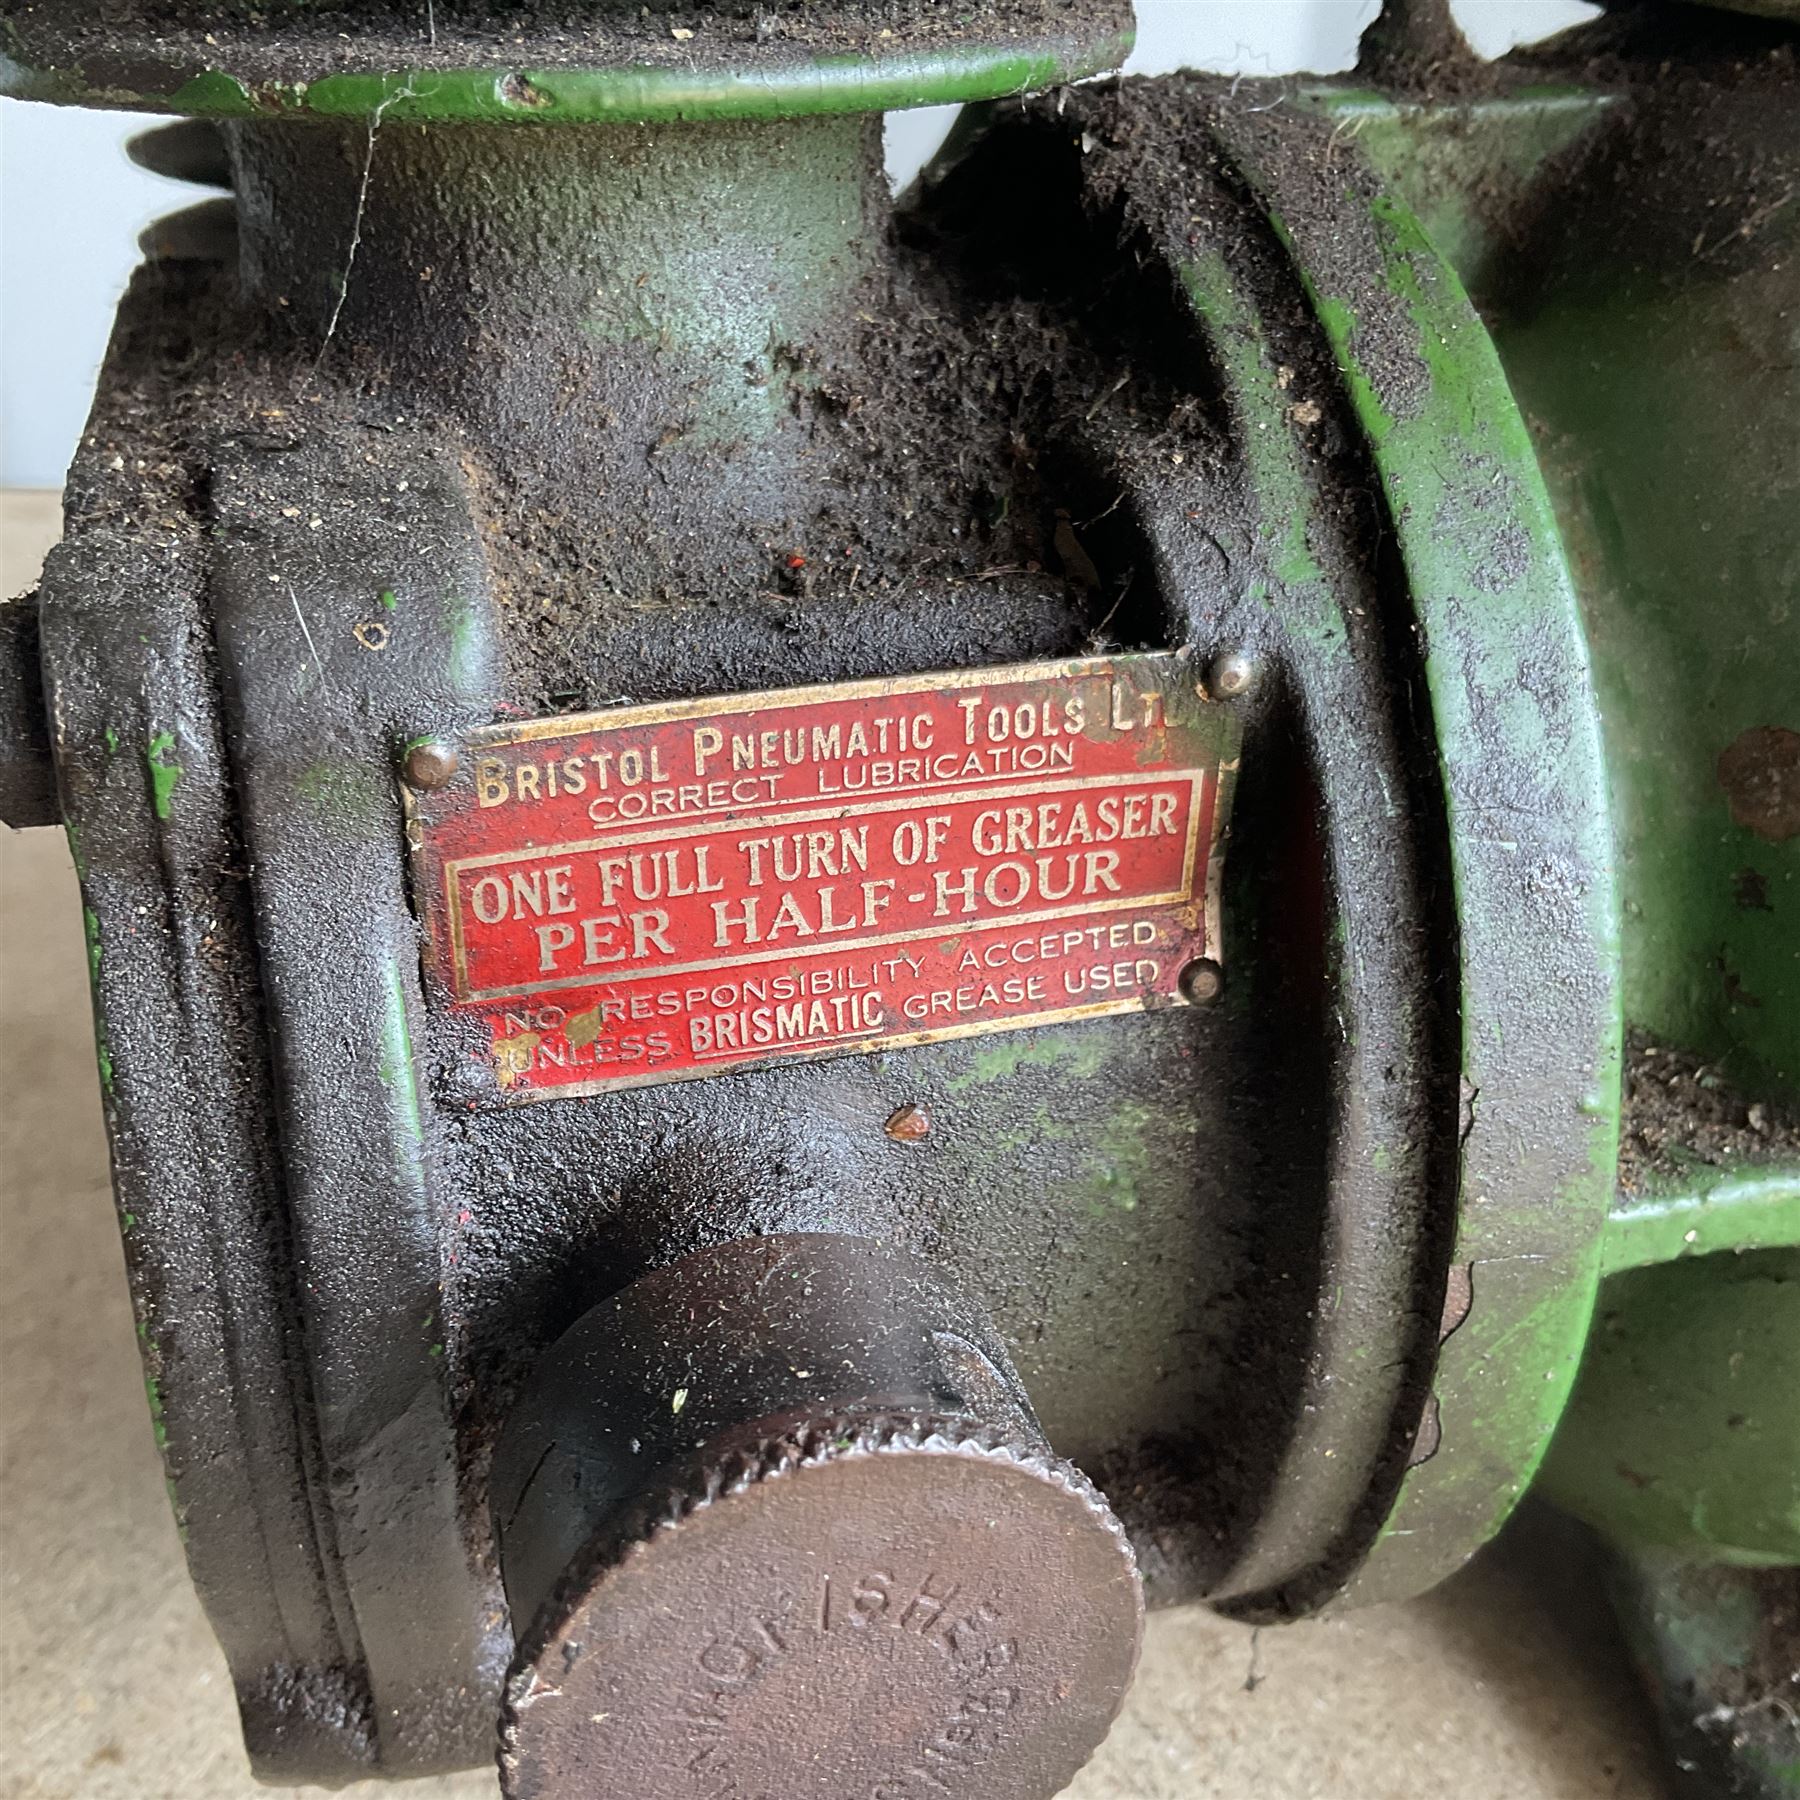 BRISTOL PNEUMATIC TOOLS LTD
CORRECT LUBRICATION
ONE FULL TURN OF GREASER
PER HALF-HOUR
NO RESPONSIBILITY ACCEPTED
UNLESS BRISMATIC GREASE USED